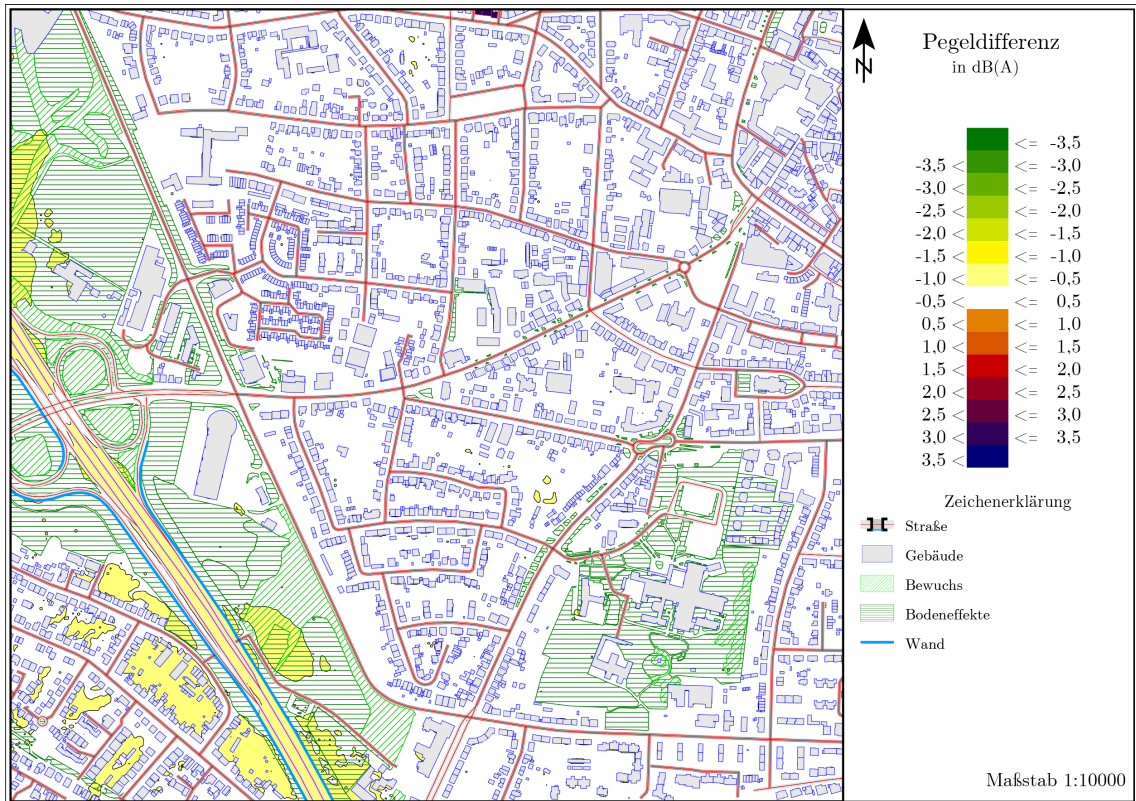 N
Pegeldifferenz
in dB(A)
<= -3.5
-3.5 < <= -3.0
-3.0 < <= -2.5
-2.5 < <= -2.0
-2.0 < <= -1,5
-1.5 < <= -1.0
-1.0 < <= -0.5
-0.5 < <= 0.5
0.5 < <= 1.0
1,0 < <= 1.5
1.5 < <= 2.0
2.0 < <= 2.5
2.5 < <= 3.0
3.0 < <= 3.5
3,5 <
Zeichenerklärung
Straße
Gebäude
Bewuchs
Bodeneffekte
Wand
Maßstab 1:10000